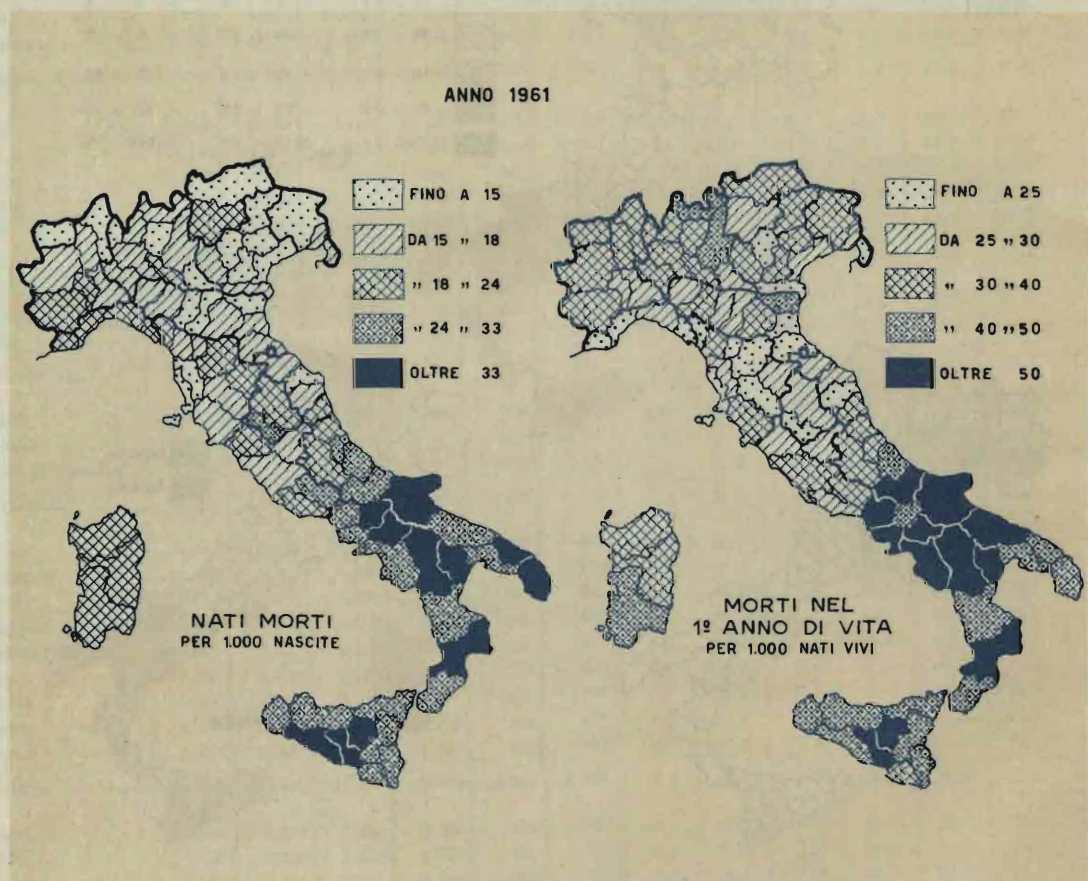 ANNO 1961
FINO A 15
DA 15 " 18
" 18 " 24
" 24 " 33
OLTRE 33
NATI MORTI
PER 1.000 NASCITE
FINO A 25
DA 25 " 30
" 30 " 40
" 40 " 50
OLTRE 50
MORTI NEL
1º ANNO DI VITA
PER 1.000 NATI VIVI